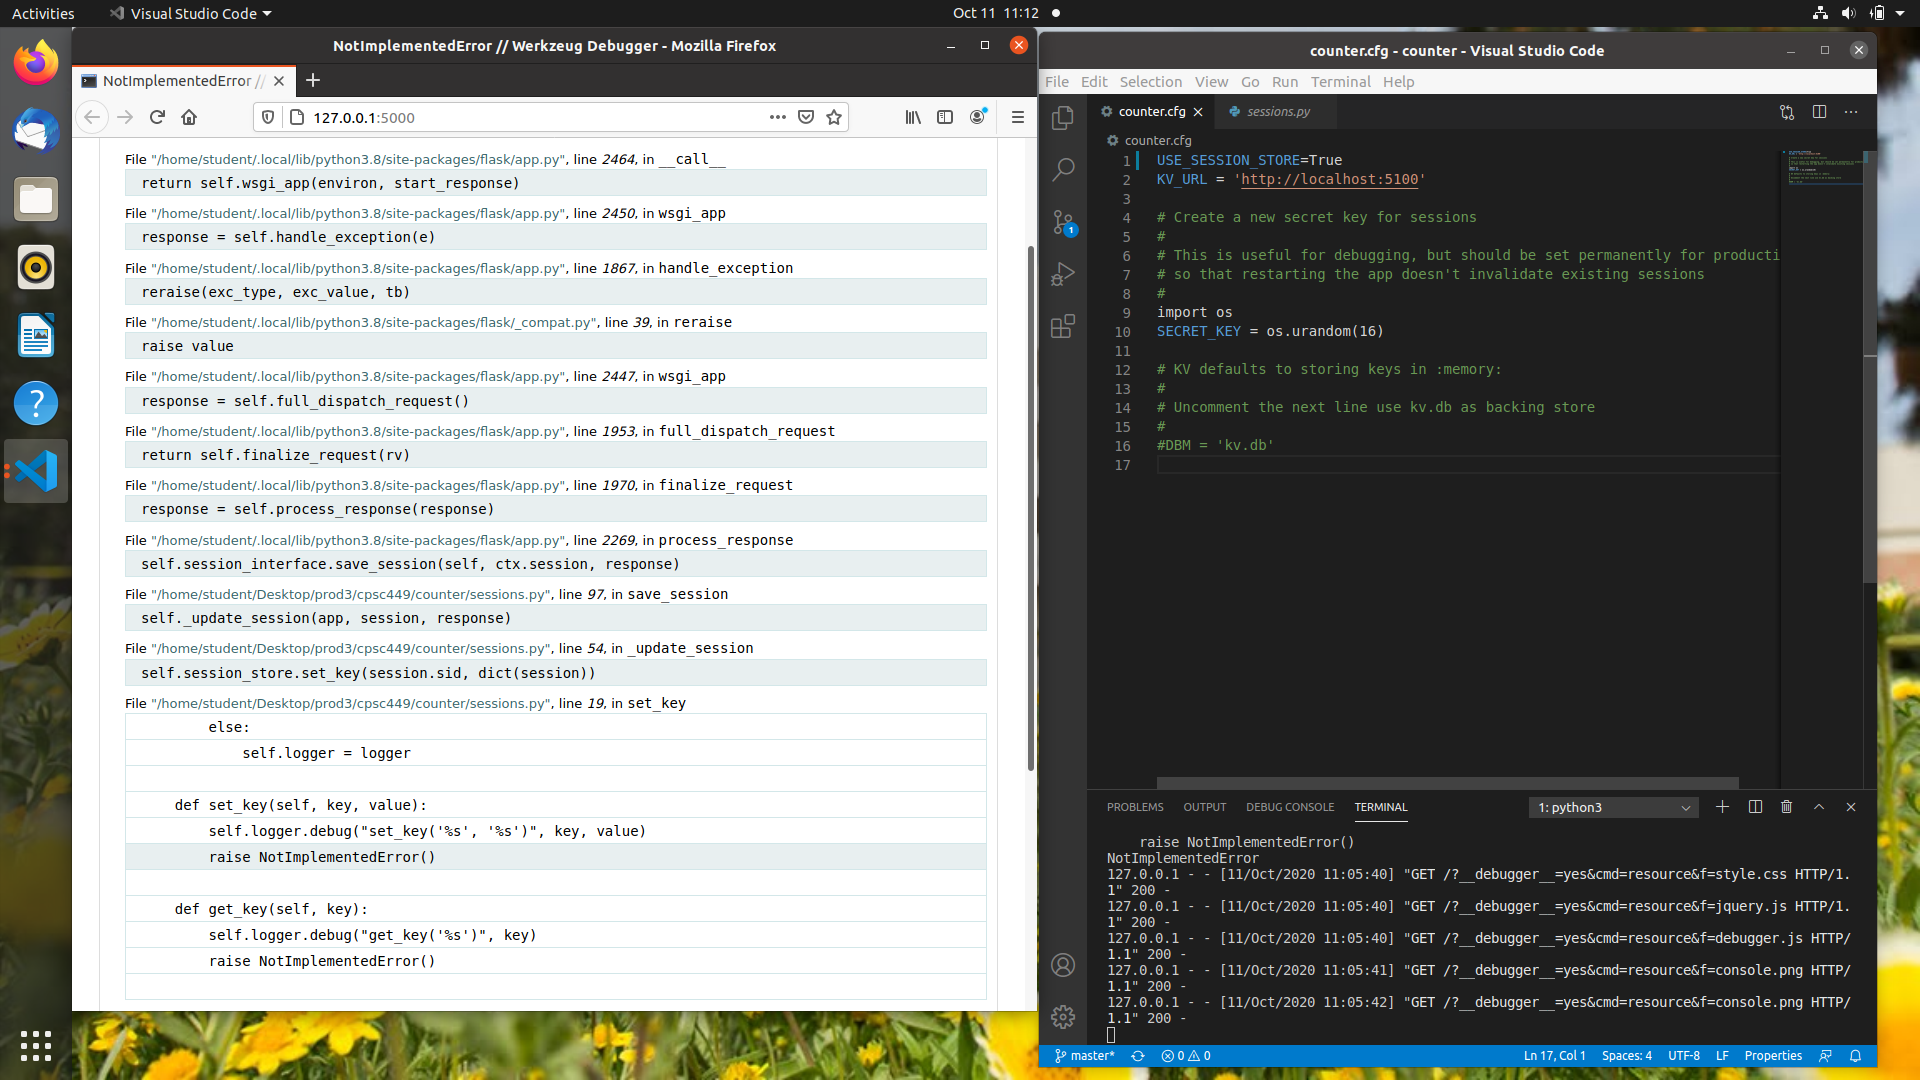 Activities
Visual Studio Code
Oct 11 11:12
NotImplementedError // Werkzeug Debugger - Mozilla Firefox
NotImplementedError //
127.0.0.1:5000
File "/home/student/.local/lib/python3.8/site-packages/flask/app.py", line 2464, in __call__
return self.wsgi_app(environ, start_response)
File "/home/student/.local/lib/python3.8/site-packages/flask/app.py", line 2450, in wsgi_app
response = self.handle_exception(e)
File "/home/student/.local/lib/python3.8/site-packages/flask/app.py", line 1867, in handle_exception
reraise(exc_type, exc_value, tb)
File "/home/student/.local/lib/python3.8/site-packages/flask/_compat.py", line 39, in reraise
raise value
File "/home/student/.local/lib/python3.8/site-packages/flask/app.py", line 2447, in wsgi_app
response = self.full_dispatch_request()
File "/home/student/.local/lib/python3.8/site-packages/flask/app.py", line 1953, in full_dispatch_request
return self.finalize_request(rv)
File "/home/student/.local/lib/python3.8/site-packages/flask/app.py", line 1970, in finalize_request
response = self.process_response(response)
File "/home/student/.local/lib/python3.8/site-packages/flask/app.py", line 2269, in process_response
self.session_interface.save_session(self, ctx.session, response)
File "/home/student/Desktop/prod3/cpsc449/counter/sessions.py", line 97, in save_session
self._update_session(app, session, response)
File "/home/student/Desktop/prod3/cpsc449/counter/sessions.py", line 54, in _update_session
self.session_store.set_key(session.sid, dict(session))
File "/home/student/Desktop/prod3/cpsc449/counter/sessions.py", line 19, in set_key
else:
self.logger = logger
def set_key(self, key, value):
self.logger.debug("set_key('%s', '%s')", key, value)
raise NotImplementedError()
def get_key(self, key):
self.logger.debug("get_key('%s')", key)
raise NotImplementedError()
counter.cfg - counter - Visual Studio Code
File Edit Selection View Go Run Terminal Help
counter.cfg
sessions.py
counter.cfg
1 USE_SESSION_STORE=True
2 KV_URL = 'http://localhost:5100'
3
4 # Create a new secret key for sessions
5 #
6 # This is useful for debugging, but should be set permanently for producti
7 # so that restarting the app doesn't invalidate existing sessions
8 #
9 import os
10 SECRET_KEY = os.urandom(16)
11
12 # KV defaults to storing keys in :memory:
13 #
14 # Uncomment the next line use kv.db as backing store
15 #
16 #DBM = 'kv.db'
17
1
PROBLEMS OUTPUT DEBUG CONSOLE TERMINAL
1: python3
raise NotImplementedError()
NotImplementedError
127.0.0.1 - - [11/Oct/2020 11:05:40] "GET /?__debugger__=yes&cmd=resource&f=style.css HTTP/1.
1" 200 -
127.0.0.1 - - [11/Oct/2020 11:05:40] "GET /?__debugger__=yes&cmd=resource&f=jquery.js HTTP/1.
1" 200 -
127.0.0.1 - - [11/Oct/2020 11:05:40] "GET /?__debugger__=yes&cmd=resource&f=debugger.js HTTP/
1.1" 200 -
127.0.0.1 - - [11/Oct/2020 11:05:41] "GET /?__debugger__=yes&cmd=resource&f=console.png HTTP/
1.1" 200 -
127.0.0.1 - - [11/Oct/2020 11:05:42] "GET /?__debugger__=yes&cmd=resource&f=console.png HTTP/
1.1" 200 -
master* 0 0 Ln 17, Col 1 Spaces: 4 UTF-8 LF Properties